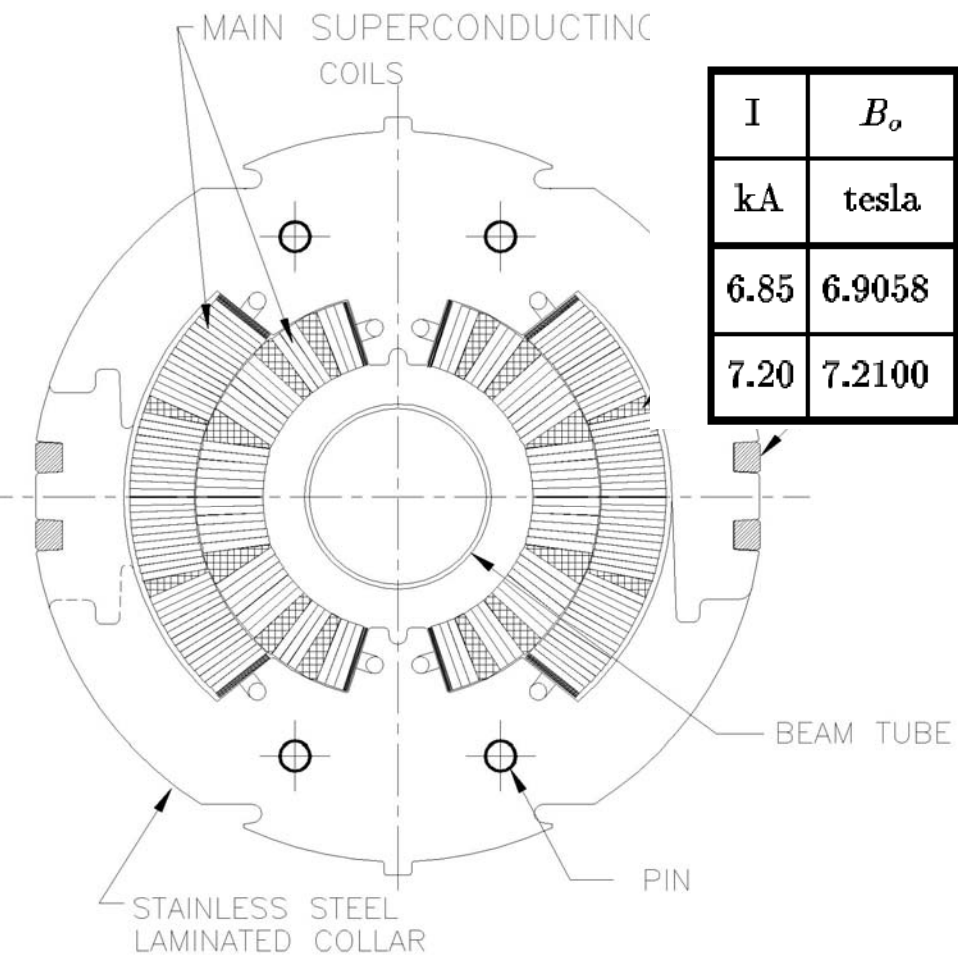 MAIN SUPERCONDUCTING
COILS
I B_o
kA tesla
6.85 6.9058
7.20 7.2100
BEAM TUBE
PIN
STAINLESS STEEL
LAMINATED COLLAR